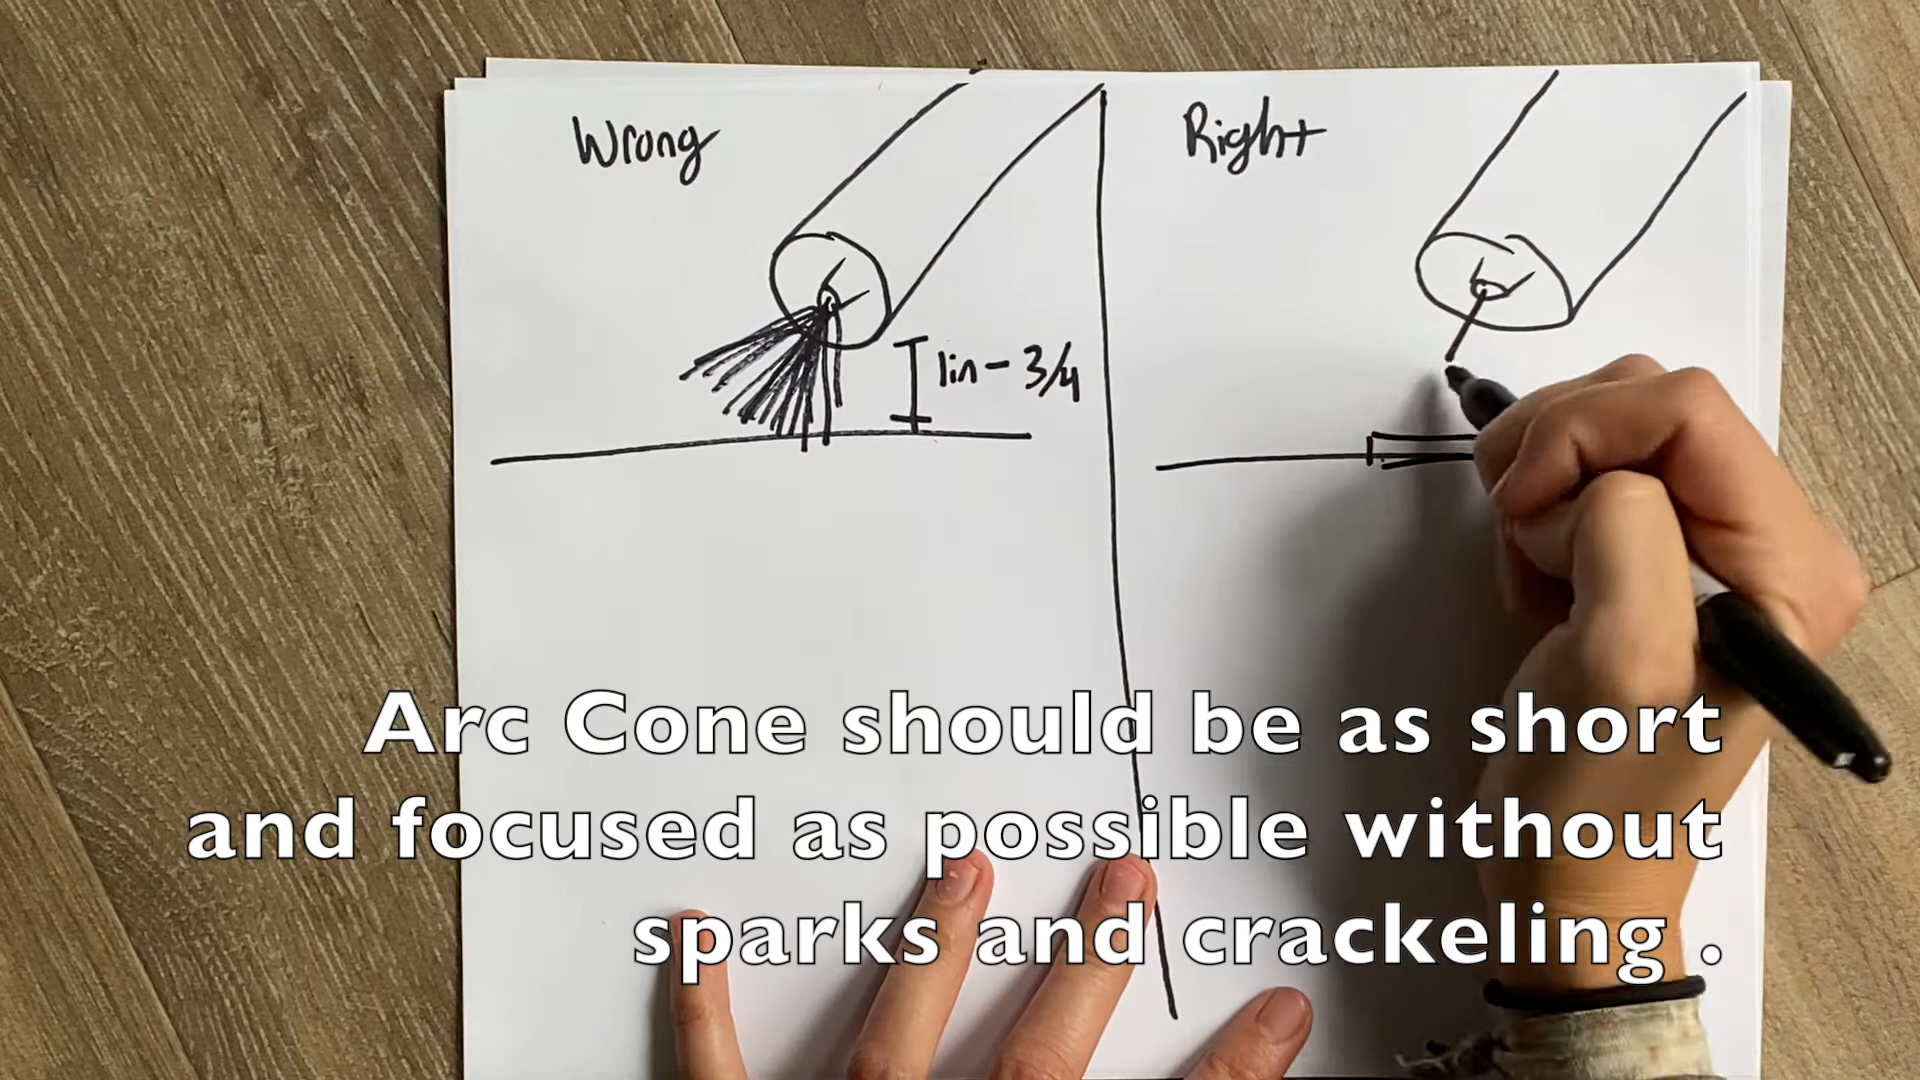 Wrong
Right
1in - 3/4
Arc Cone should be as short
and focused as possible without
sparks and crackeling .